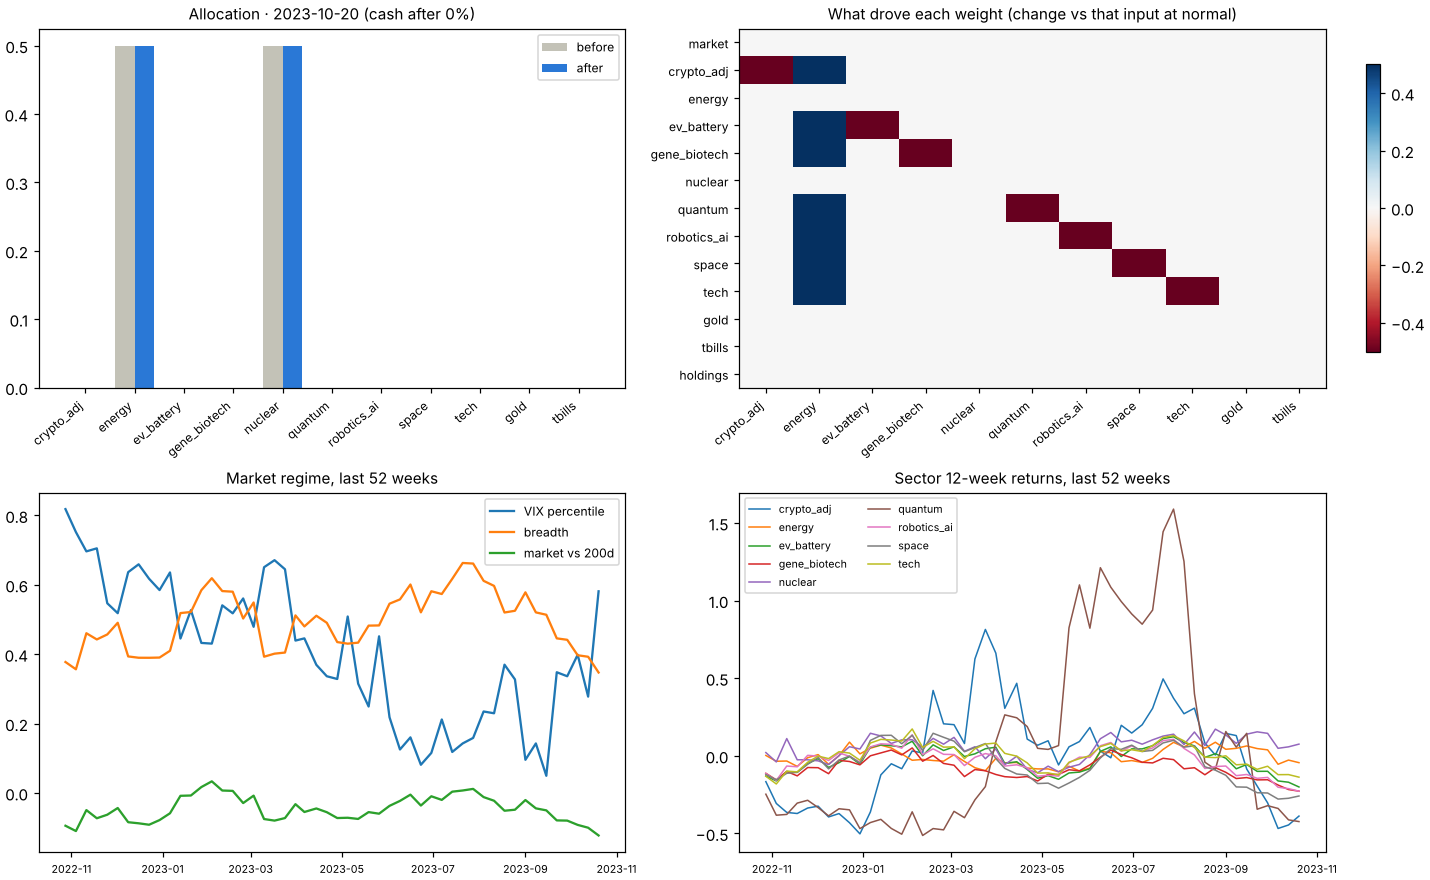 Allocation · 2023-10-20 (cash after 0%)
before
after
0.5
0.4
0.3
0.2
0.1
0.0
crypto_adj
energy
ev_battery
gene_biotech
nuclear
quantum
robotics_ai
space
tech
gold
tbills
What drove each weight (change vs that input at normal)
market
crypto_adj
energy
ev_battery
gene_biotech
nuclear
quantum
robotics_ai
space
tech
gold
tbills
holdings
crypto_adj
energy
ev_battery
gene_biotech
nuclear
quantum
robotics_ai
space
tech
gold
tbills
0.4
0.2
0.0
−0.2
−0.4
Market regime, last 52 weeks
VIX percentile
breadth
market vs 200d
0.8
0.6
0.4
0.2
0.0
2022-11
2023-01
2023-03
2023-05
2023-07
2023-09
2023-11
Sector 12-week returns, last 52 weeks
crypto_adj
energy
ev_battery
gene_biotech
nuclear
quantum
robotics_ai
space
tech
1.5
1.0
0.5
0.0
−0.5
2022-11
2023-01
2023-03
2023-05
2023-07
2023-09
2023-11